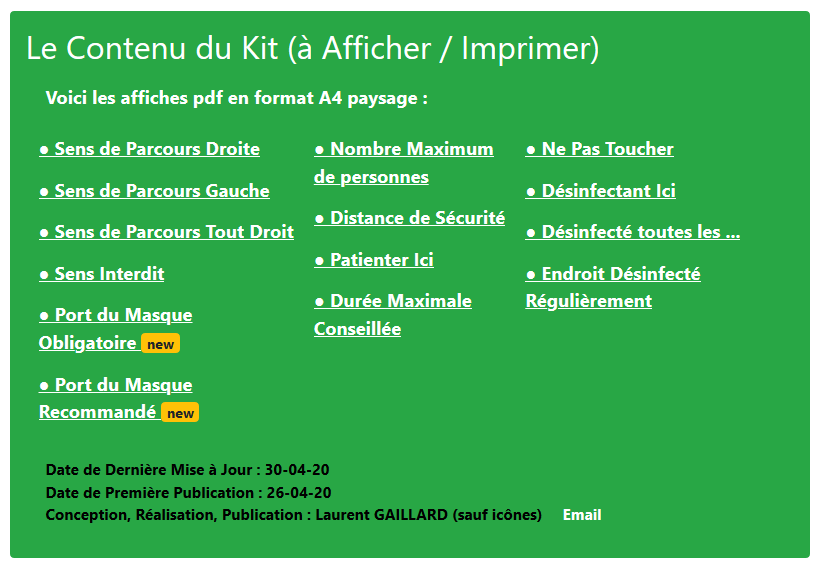 Le Contenu du Kit (à Afficher / Imprimer)
Voici les affiches pdf en format A4 paysage :
● Sens de Parcours Droite
● Sens de Parcours Gauche
● Sens de Parcours Tout Droit
● Sens Interdit
● Port du Masque
Obligatoire new
● Port du Masque
Recommandé new
● Nombre Maximum
de personnes
● Distance de Sécurité
● Patienter Ici
● Durée Maximale
Conseillée
● Ne Pas Toucher
● Désinfectant Ici
● Désinfecté toutes les ...
● Endroit Désinfecté
Régulièrement
Date de Dernière Mise à Jour : 30-04-20
Date de Première Publication : 26-04-20
Conception, Réalisation, Publication : Laurent GAILLARD (sauf icônes) Email